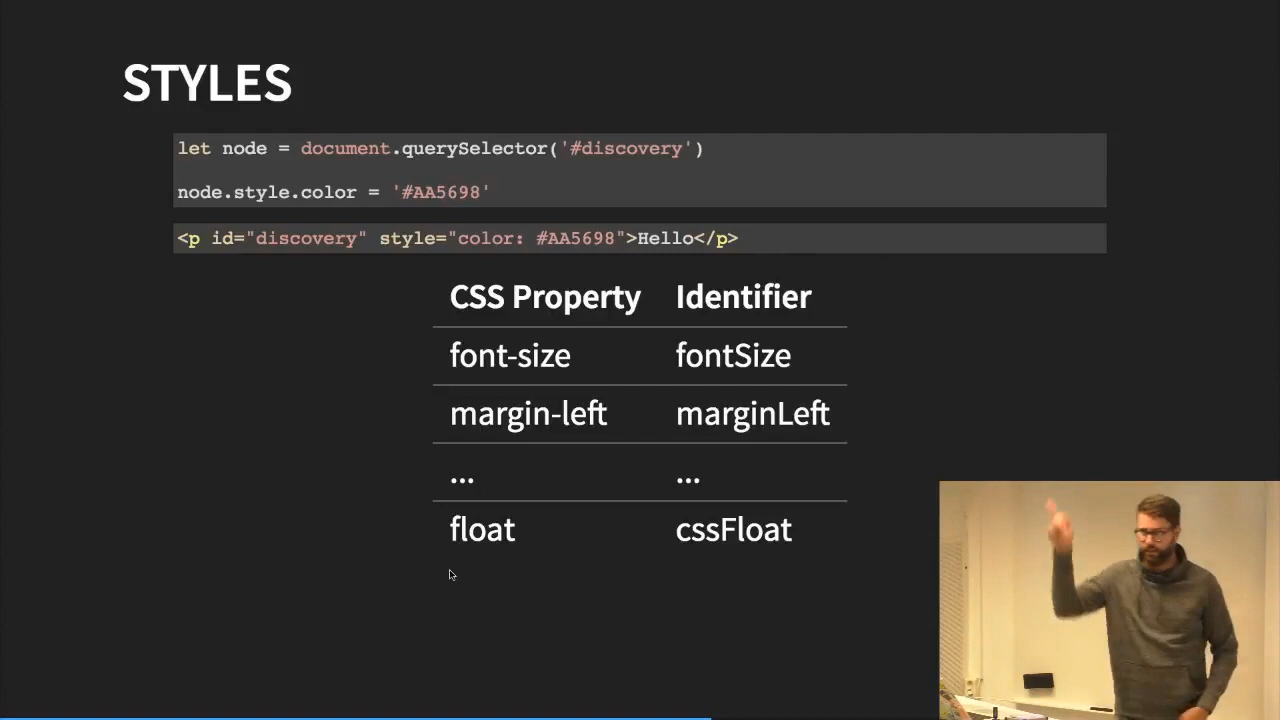 STYLES
let node = document.querySelector('#discovery')
node.style.color = '#AA5698'
<p id="discovery" style="color: #AA5698">Hello</p>
CSS Property Identifier
font-size fontSize
margin-left marginLeft
... ...
float cssFloat